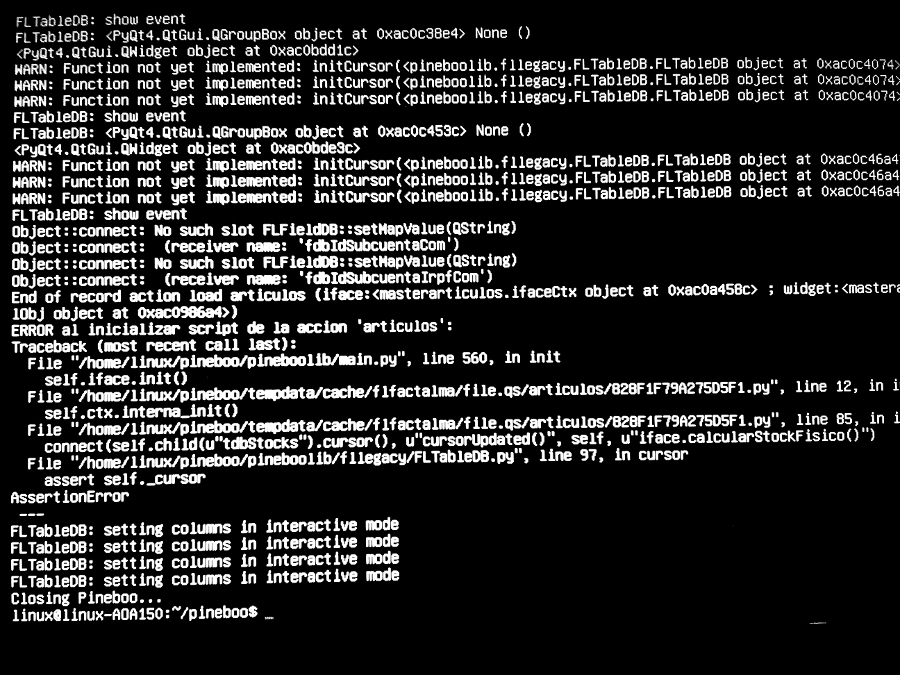 FLTableDB: show event
FLTableDB: <PyQt4.QtGui.QGroupBox object at 0xac0c38e4> None ()
<PyQt4.QtGui.QWidget object at 0xac0bdd1c>
WARN: Function not yet implemented: initCursor(<pineboolib.fllegacy.FLTableDB.FLTableDB object at 0xac0c4074>
WARN: Function not yet implemented: initCursor(<pineboolib.fllegacy.FLTableDB.FLTableDB object at 0xac0c4074>
WARN: Function not yet implemented: initCursor(<pineboolib.fllegacy.FLTableDB.FLTableDB object at 0xac0c4074>
FLTableDB: show event
FLTableDB: <PyQt4.QtGui.QGroupBox object at 0xac0c453c> None ()
<PyQt4.QtGui.QWidget object at 0xac0bde3c>
WARN: Function not yet implemented: initCursor(<pineboolib.fllegacy.FLTableDB.FLTableDB object at 0xac0c46a4
WARN: Function not yet implemented: initCursor(<pineboolib.fllegacy.FLTableDB.FLTableDB object at 0xac0c46a4
WARN: Function not yet implemented: initCursor(<pineboolib.fllegacy.FLTableDB.FLTableDB object at 0xac0c46a4
FLTableDB: show event
Object::connect: No such slot FLFieldDB::setMapValue(QString)
Object::connect:  (receiver name: 'fdbIdSubcuentaCom')
Object::connect: No such slot FLFieldDB::setMapValue(QString)
Object::connect:  (receiver name: 'fdbIdSubcuentaIrpfCom')
End of record action load articulos (iface:<masterarticulos.ifaceCtx object at 0xac0a458c> ; widget:<mastera
lObj object at 0xac0986a4>)
ERROR al inicializar script de la accion 'articulos':
Traceback (most recent call last):
  File "/home/linux/pineboo/pineboolib/main.py", line 560, in init
    self.iface.init()
  File "/home/linux/pineboo/tempdata/cache/flfactalma/file.qs/articulos/828F1F79A275D5F1.py", line 12, in i
    self.ctx.interna_init()
  File "/home/linux/pineboo/tempdata/cache/flfactalma/file.qs/articulos/828F1F79A275D5F1.py", line 85, in i
    connect(self.child(u"tdbStocks").cursor(), u"cursorUpdated()", self, u"iface.calcularStockFisico()")
  File "/home/linux/pineboo/pineboolib/fllegacy/FLTableDB.py", line 97, in cursor
    assert self._cursor
AssertionError
 ---
FLTableDB: setting columns in interactive mode
FLTableDB: setting columns in interactive mode
FLTableDB: setting columns in interactive mode
FLTableDB: setting columns in interactive mode
Closing Pineboo...
linux@linux-AOA150:~/pineboo$ _